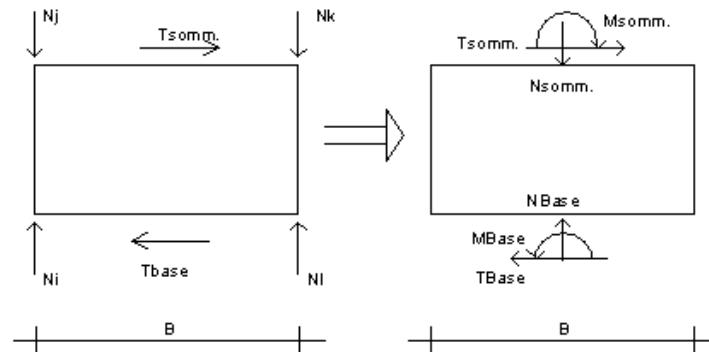 Nj
Nk
Tsomm.
Tbase
Ni
Nl
B
Msomm.
Tsomm.
Nsomm.
NBase
MBase
TBase
B